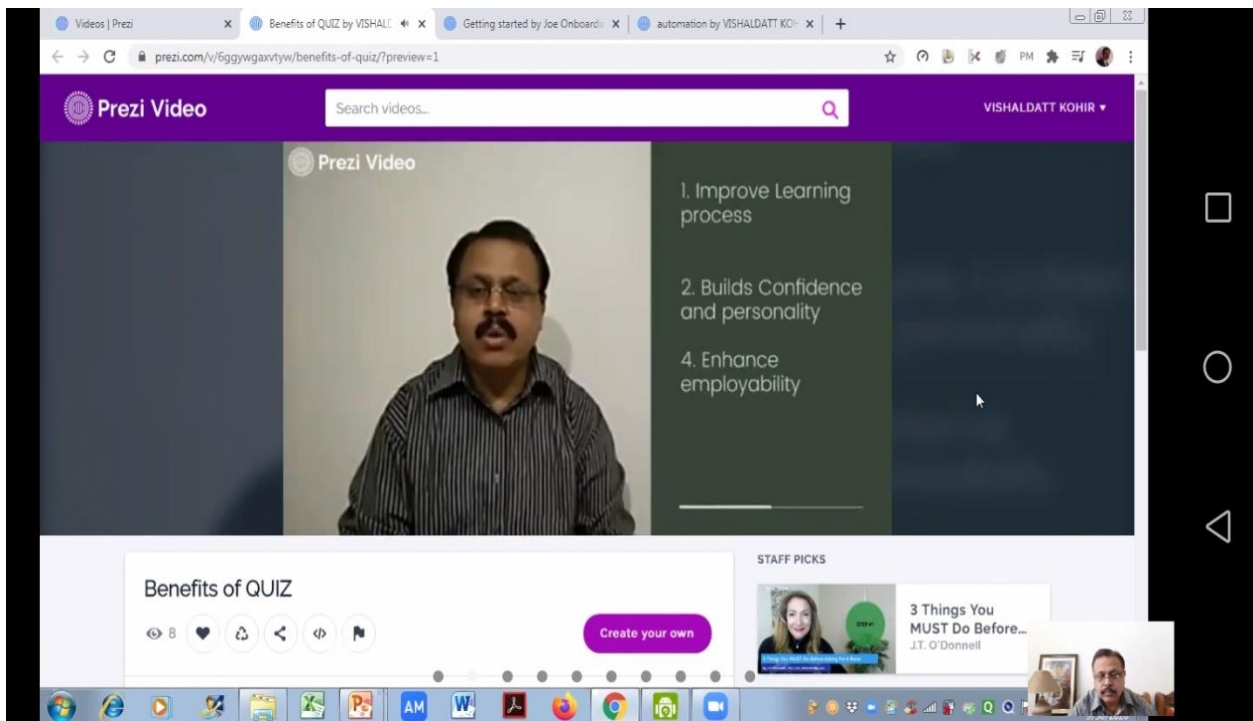 Videos | Prezi
Benefits of QUIZ by VISHAL
Getting started by Joe Onboard
automation by VISHALDATT KOH
prezi.com/v/6ggywgaxvtyw/benefits-of-quiz/?preview=1
PM
Prezi Video
Search videos...
VISHALDATT KOHIR
Prezi Video
1. Improve Learning
process
2. Builds Confidence
and personality
4. Enhance
employability
STAFF PICKS
Benefits of QUIZ
8
Create your own
3 Things You
MUST Do Before...
J.T. O'Donnell
AM